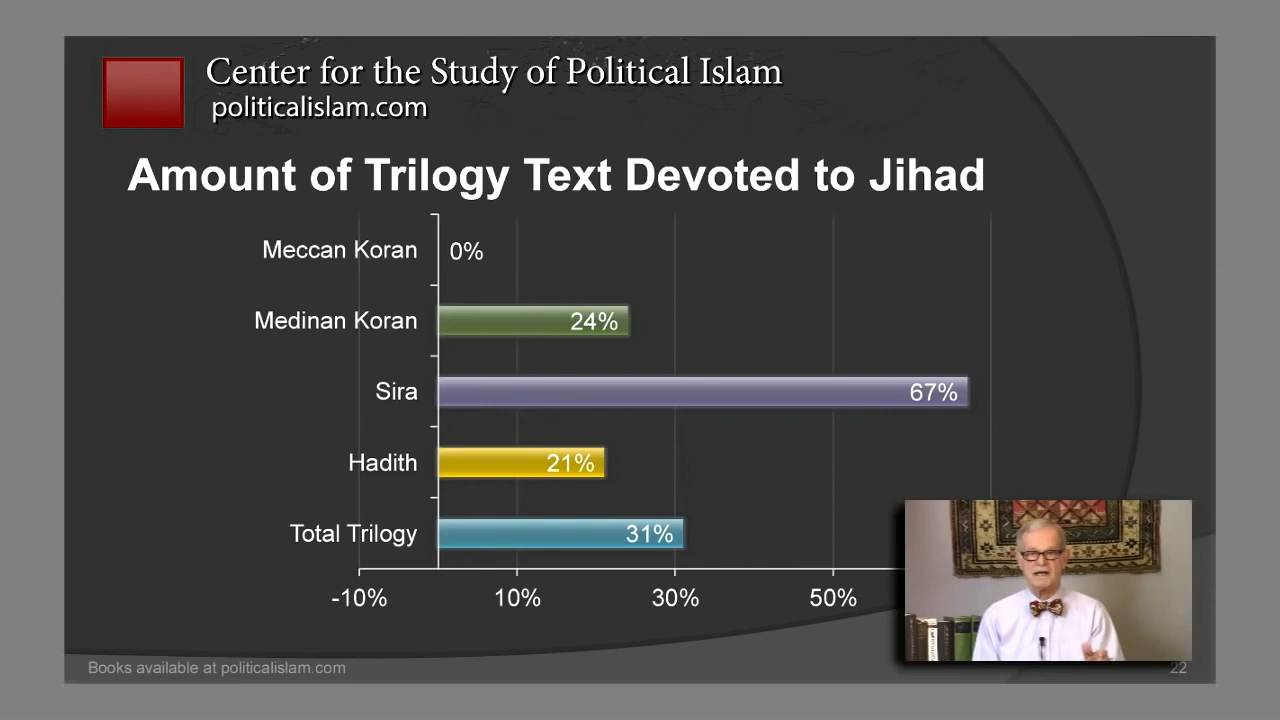 Center for the Study of Political Islam
politicalislam.com
Amount of Trilogy Text Devoted to Jihad
Meccan Koran 0%
Medinan Koran 24%
Sira 67%
Hadith 21%
Total Trilogy 31%
-10% 10% 30% 50%
Books available at politicalislam.com 22